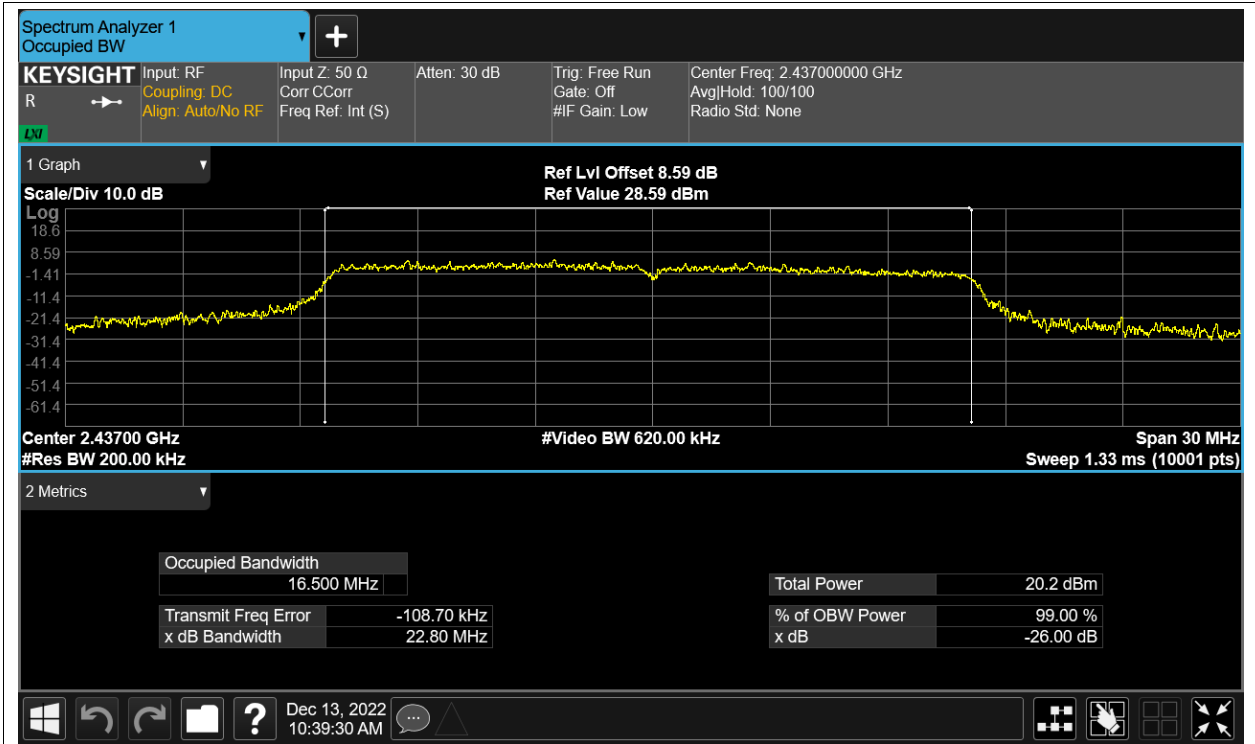 Spectrum Analyzer 1
Occupied BW
KEYSIGHT
R
LXI
Input: RF
Coupling: DC
Align: Auto/No RF
Input Z: 50 Ω
Corr CCorr
Freq Ref: Int (S)
Atten: 30 dB
Trig: Free Run
Gate: Off
#IF Gain: Low
Center Freq: 2.437000000 GHz
Avg|Hold: 100/100
Radio Std: None
1 Graph
Scale/Div 10.0 dB
Ref Lvl Offset 8.59 dB
Ref Value 28.59 dBm
Log
18.6
8.59
-1.41
-11.4
-21.4
-31.4
-41.4
-51.4
-61.4
Center 2.43700 GHz
#Video BW 620.00 kHz
Span 30 MHz
#Res BW 200.00 kHz
Sweep 1.33 ms (10001 pts)
2 Metrics
Occupied Bandwidth
16.500 MHz
Total Power 20.2 dBm
Transmit Freq Error -108.70 kHz
% of OBW Power 99.00 %
x dB Bandwidth 22.80 MHz
x dB -26.00 dB
?
Dec 13, 2022
10:39:30 AM